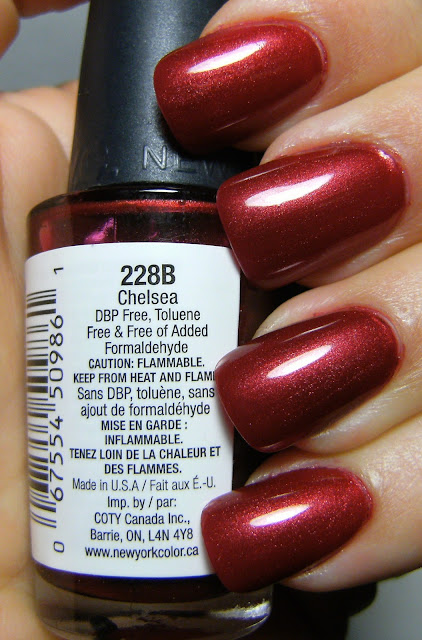 NEW
228B
Chelsea
DBP Free, Toluene
Free & Free of Added
Formaldehyde
CAUTION: FLAMMABLE.
KEEP FROM HEAT AND FLAME
Sans DBP, toluène, sans
ajout de formaldéhyde
MISE EN GARDE :
INFLAMMABLE.
TENEZ LOIN DE LA CHALEUR ET
DES FLAMMES.
Made in U.S.A / Fait aux É.-U.
Imp. by / par:
COTY Canada Inc.,
Barrie, ON, L4N 4Y8
www.newyorkcolor.ca
0 67554 50986 1